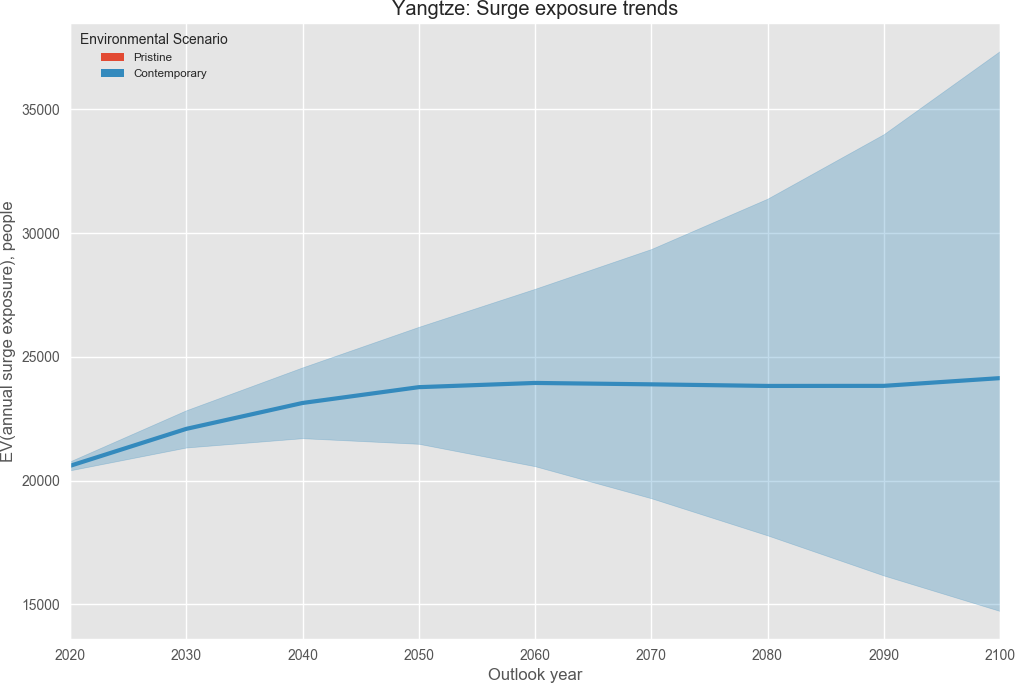 Yangtze: Surge exposure trends
Environmental Scenario
Pristine
Contemporary
EV(annual surge exposure), people
35000
30000
25000
20000
15000
2020 2030 2040 2050 2060 2070 2080 2090 2100
Outlook year